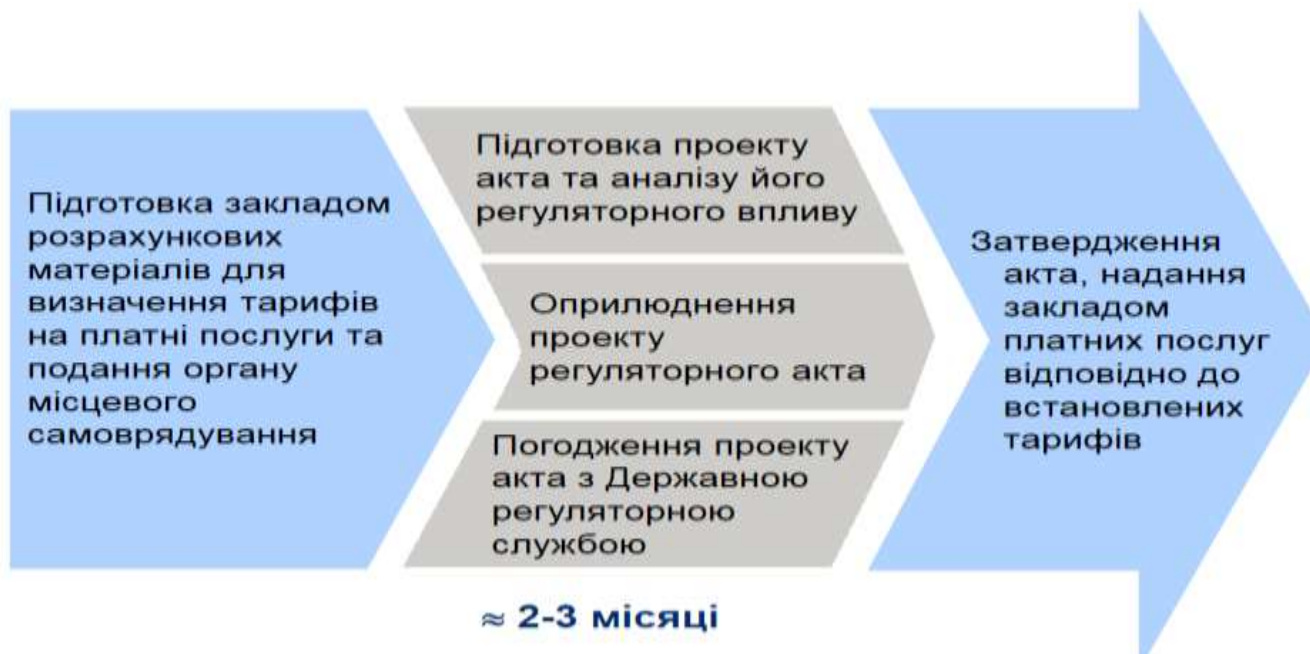 Підготовка закладом
розрахункових
матеріалів для
визначення тарифів
на платні послуги та
подання органу
місцевого
самоврядування
Підготовка проекту
акта та аналізу його
регуляторного впливу
Оприлюднення
проекту
регуляторного акта
Погодження проекту
акта з Державною
регуляторною
службою
≈ 2-3 місяці
Затвердження
акта, надання
закладом
платних послуг
відповідно до
встановлених
тарифів